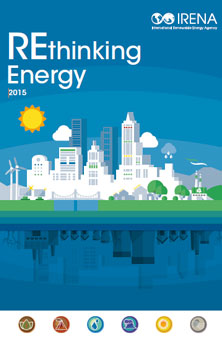 IRENA
International Renewable Energy Agency
REthinking
Energy
2015